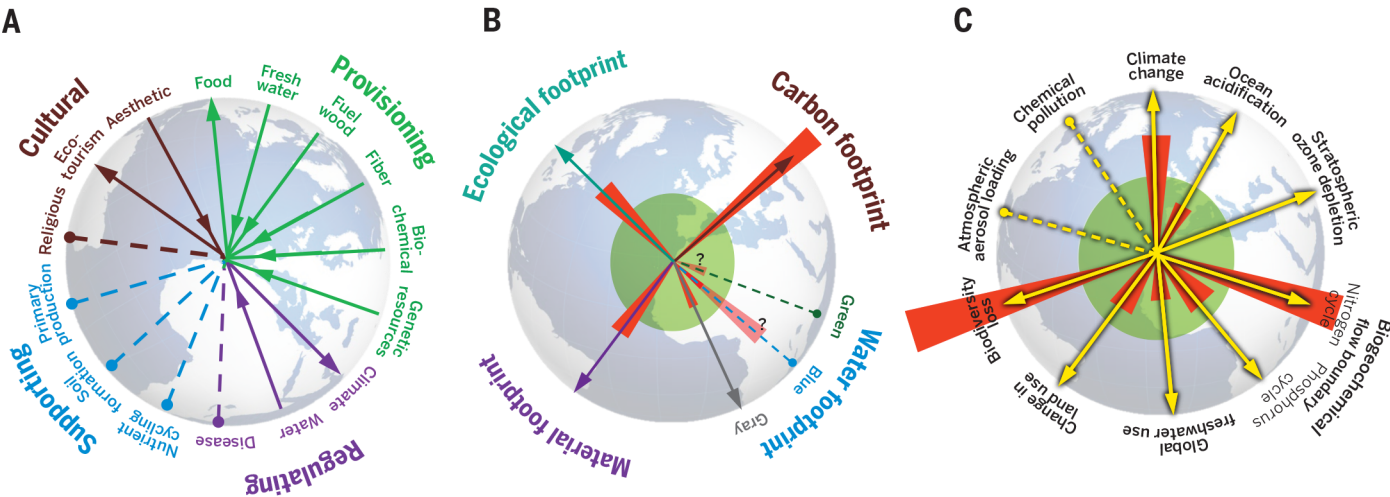 A
Cultural
Religious
Eco-
tourism
Aesthetic
Provisioning
Food
Fresh
water
Fuel
wood
Fiber
Bio-
chemical
Genetic
resources
Regulating
Climate
Water
Disease
Supporting
Nutrient
cycling
Soil
formation
Primary
production
B
Ecological footprint
Carbon footprint
Water footprint
Green
Blue
Gray
?
?
Material footprint
C
Climate
change
Ocean
acidification
Stratospheric
ozone depletion
Biogeochemical
flow boundary
Nitrogen
cycle
Phosphorus
cycle
Global
freshwater use
Change in
land use
Biodiversity
loss
Atmospheric
aerosol loading
Chemical
pollution